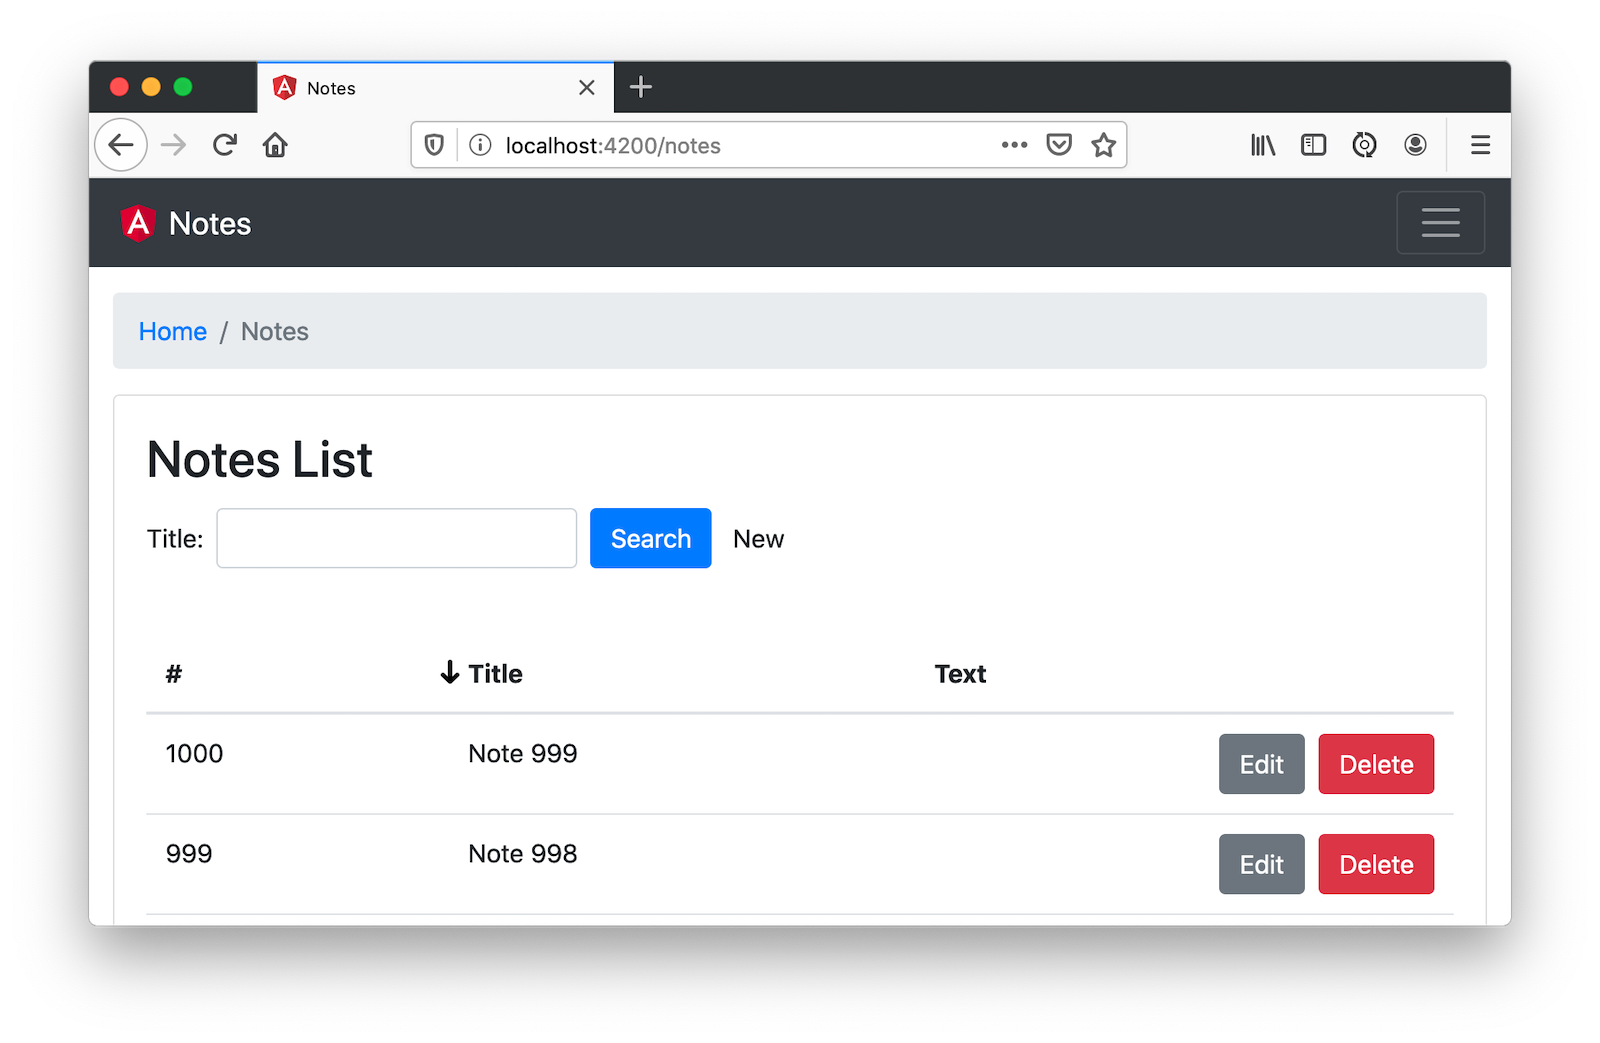 Notes
localhost:4200/notes
Notes
Home / Notes
Notes List
Title: Search New
# Title Text
1000 Note 999 Edit Delete
999 Note 998 Edit Delete